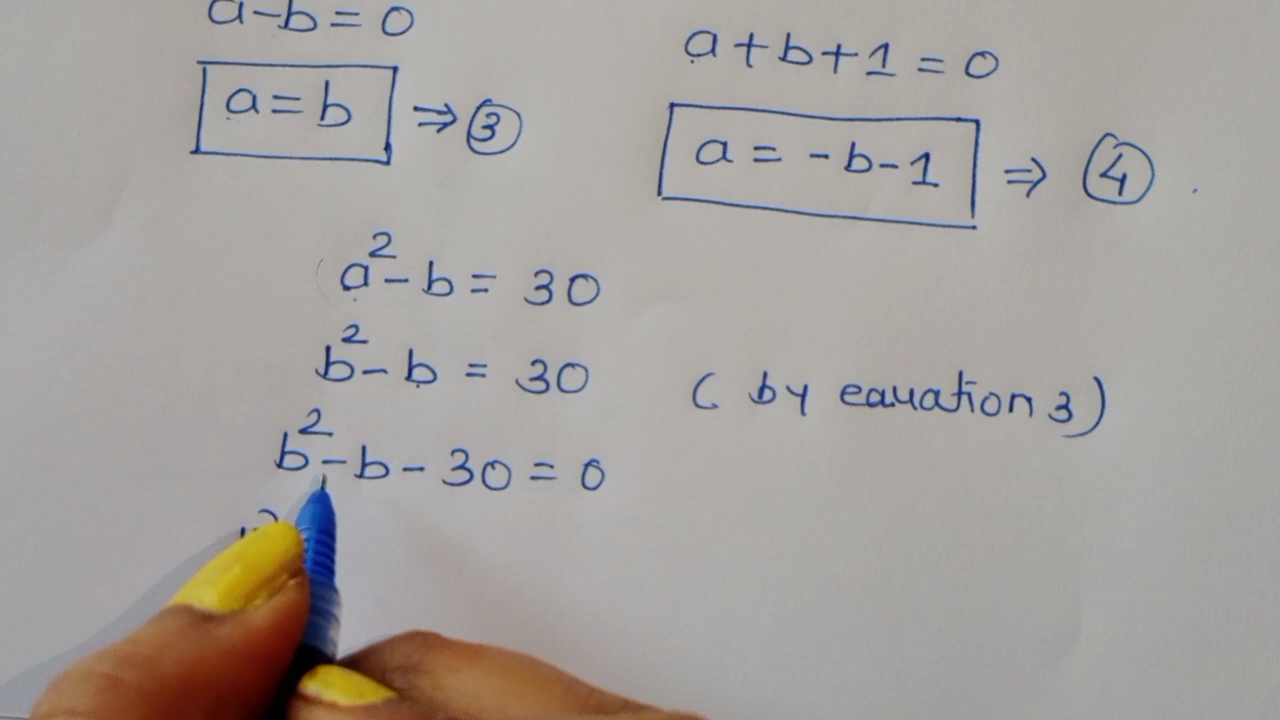 a-b=0
a=b ⇒ ③
a+b+1=0
a = -b-1 ⇒ ④
a²-b = 30
b²-b = 30 (by eauation 3)
b²-b-30=0